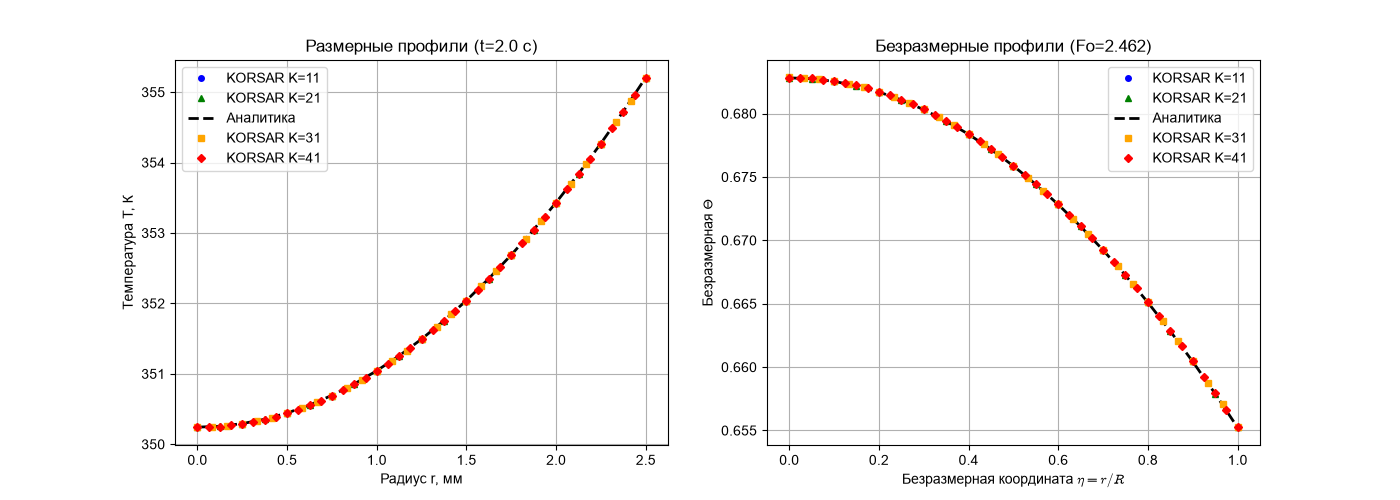 Размерные профили (t=2.0 с)
KORSAR K=11
KORSAR K=21
Аналитика
KORSAR K=31
KORSAR K=41
Температура T, К
355
354
353
352
351
350
0.0 0.5 1.0 1.5 2.0 2.5
Радиус r, мм
Безразмерные профили (Fo=2.462)
KORSAR K=11
KORSAR K=21
Аналитика
KORSAR K=31
KORSAR K=41
Безразмерная Θ
0.680
0.675
0.670
0.665
0.660
0.655
0.0 0.2 0.4 0.6 0.8 1.0
Безразмерная координата η = r/R